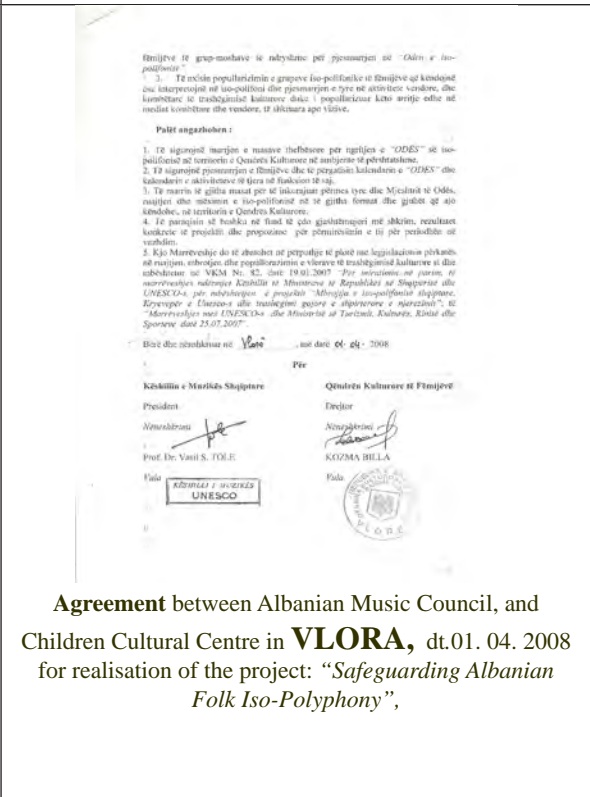 fëmijëve të grup-moshave të ndryshme për pjesmarrjen në "Odën e iso-
polifonisë"
3. Të nxisin popullarizimin e grupeve iso-polifonike të fëmijëve që këndojnë
ose interpretojnë në iso-polifoni dhe pjesmarrjen e tyre në aktivitete vendore, dhe
kombëtare të trashëgimisë kulturore duke i popullarizuar këto arritje edhe në
mediat kombëtare dhe vendore, të shkruara apo vizive.
Palët angazhohen :
1. Të sigurojnë marrjen e masave thelbësore për ngritjen e "ODËS" së iso-
polifonisë në territorin e Qendrës Kulturore në ambjente të përshtatshme.
2. Të sigurojnë pjesmarrjen e fëmijëve dhe të përgatisin kalendarin e "ODËS" dhe
kalendarin e aktiviteteve të tjera në funksion të saj.
3. Të marrin të gjitha masat për të inkurajuar përmes tyre dhe Mjeshtrit të Odës,
ruajtjen dhe mësimin e iso-polifonisë në të gjitha format dhe gjuhët që ajo
këndohet, në territorin e Qendrës Kulturore.
4. Të paraqisin së bashku në fund të çdo gjashtëmujori më shkrim, rezultatet
konkrete të projektit dhe propozime për përmirësimin e tij për periudhën në
vazhdim.
5. Kjo Marrëveshje do të zbatohet në përputhje të plotë me legjislacionin përkatës
në ruajtjen, mbrojtjen dhe popullarizimin e vlerave të trashëgimisë kulturore si dhe
mbështetur në VKM Nr. 82, datë 19.01.2007 "Për miratimin në parim, të
marrëveshjes ndërmjet Këshillit të Ministrave të Republikës së Shqipërisë dhe
UNESCO-s, për mbështetjen e projektit "Mbrojtja e iso-polifonisë shqiptare,
Kryevepër e Unesco-s dhe trashëgimi gojore e shpirtërore e njerëzimit"; të
"Marrëveshjes mes UNESCO-s dhe Ministrisë së Turizmit, Kulturës, Rinisë dhe
Sporteve datë 25.07.2007".
Bërë dhe nënshkruar në Vlorë , më datë 01- 04 - 2008
Për
Këshillin e Muzikës Shqiptare Qëndrën Kulturore të Fëmijëvë
President Drejtor
Nënëshkrimi Nënëshkrimi
Prof. Dr. Vasil S. TOLE KOZMA BILLA
Vula Vula
KËSHILLI I MUZIKËS
UNESCO
VLORË
Agreement between Albanian Music Council, and
Children Cultural Centre in VLORA, dt.01. 04. 2008
for realisation of the project: "Safeguarding Albanian
Folk Iso-Polyphony",